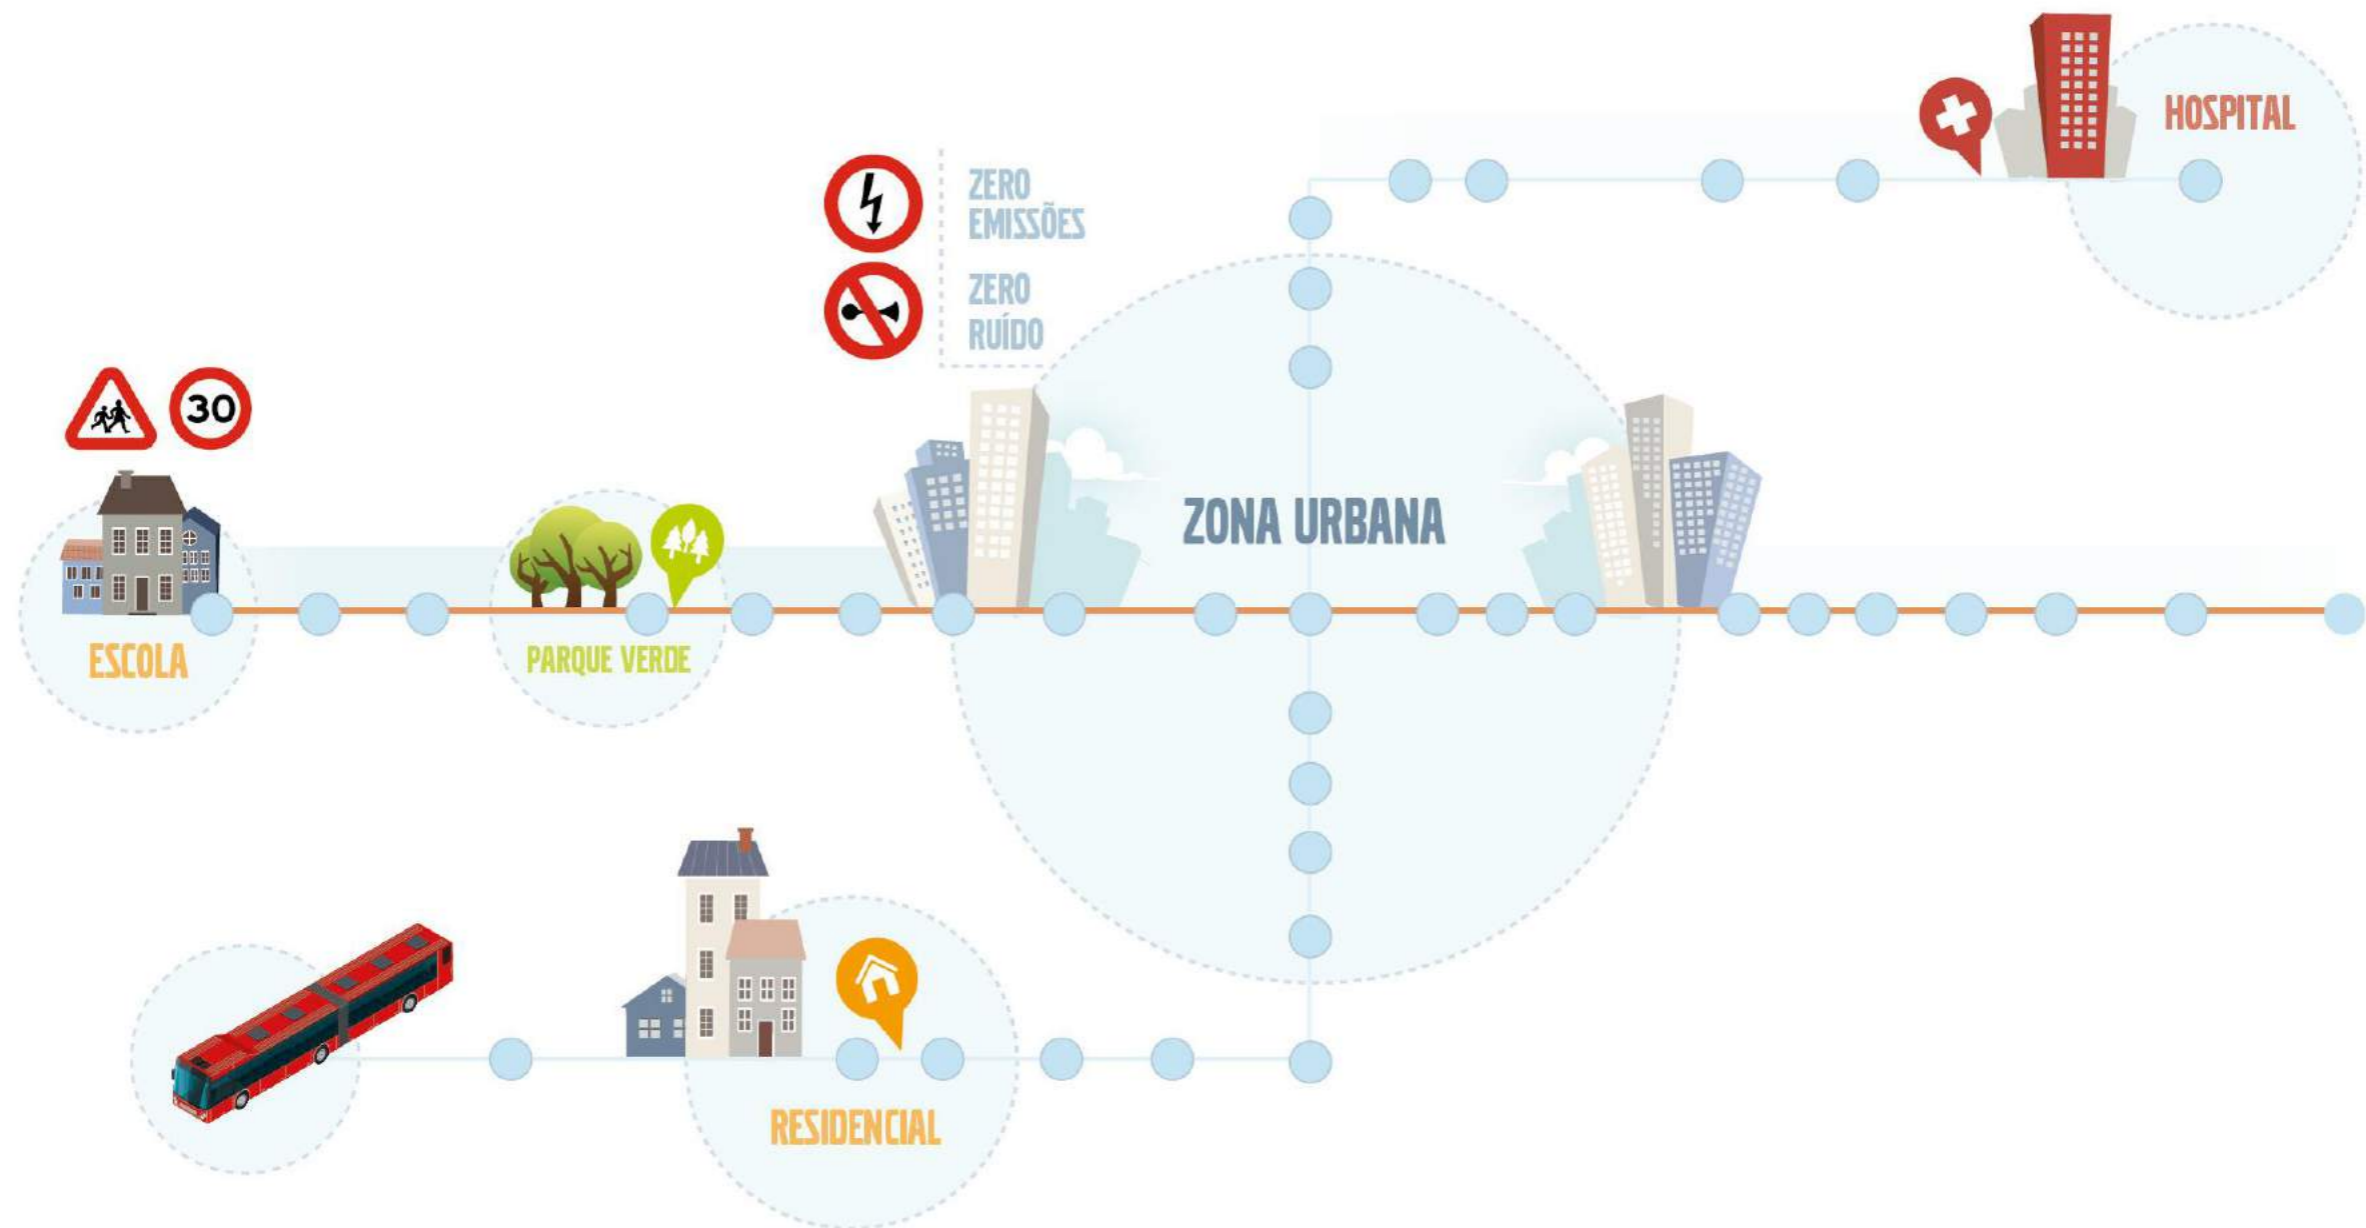 HOSPITAL
ZERO
EMISSÕES
ZERO
RUÍDO
30
ZONA URBANA
ESCOLA
PARQUE VERDE
RESIDENCIAL